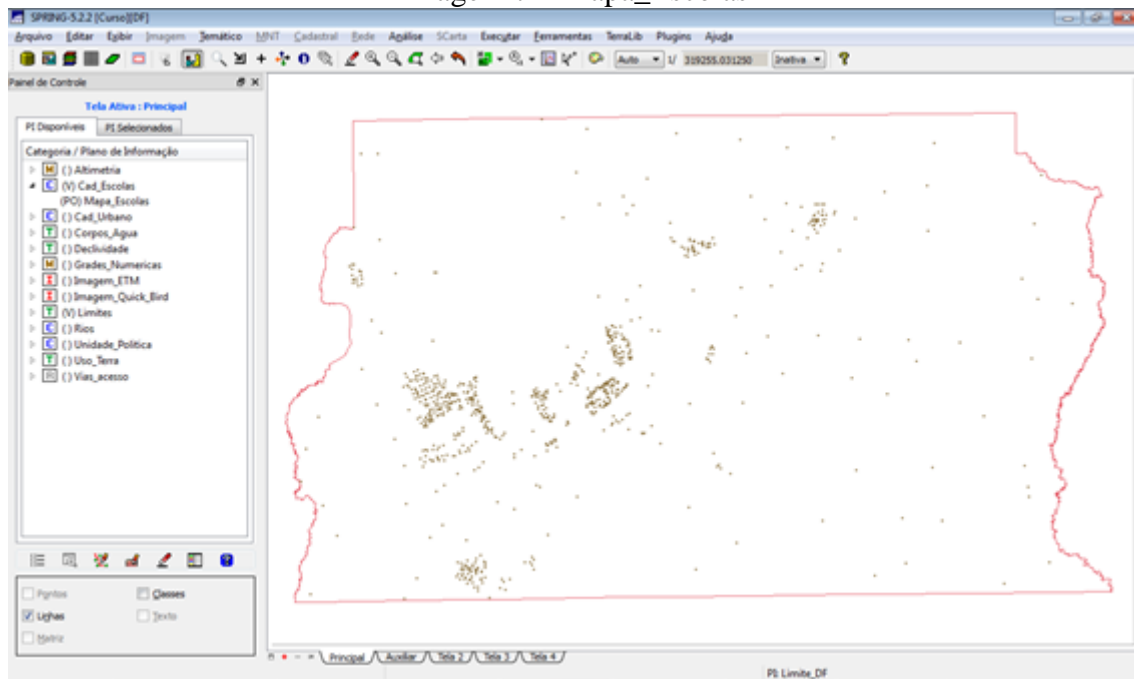 SPRING-5.2.2 [Curso][DF]
Arquivo Editar Exibir Imagem Temático MNT Cadastral Rede Análise SCarta Executar Ferramentas TerraLib Plugins Ajuda
Auto 1/ 319255.031250 Inativa
Painel de Controle
Tela Ativa : Principal
PI Disponíveis PI Selecionados
Categoria / Plano de Informação
M () Altimetria
C (V) Cad_Escolas
(PO) Mapa_Escolas
C () Cad_Urbano
T () Corpos_Agua
T () Declividade
M () Grades_Numericas
I () Imagem_ETM
I () Imagem_Quick_Bird
T (V) Limites
C () Rios
C () Unidade_Politica
T () Uso_Terra
R () Vias_acesso
Pontos Classes
Linhas Texto
Matriz
Principal Auxiliar Tela 2 Tela 3 Tela 4
PI: Limite_DF